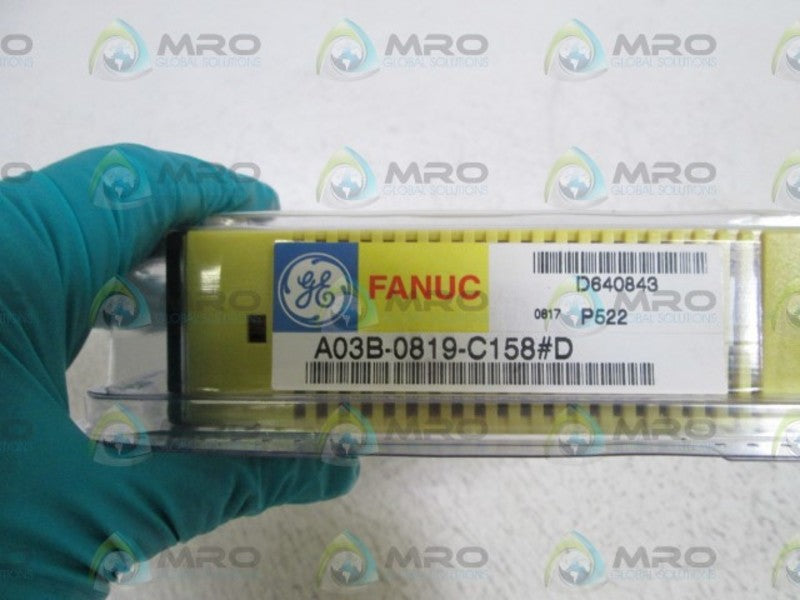 GE
FANUC
D640843
0817 P522
A03B-0819-C158#D
MRO
GLOBAL SOLUTIONS